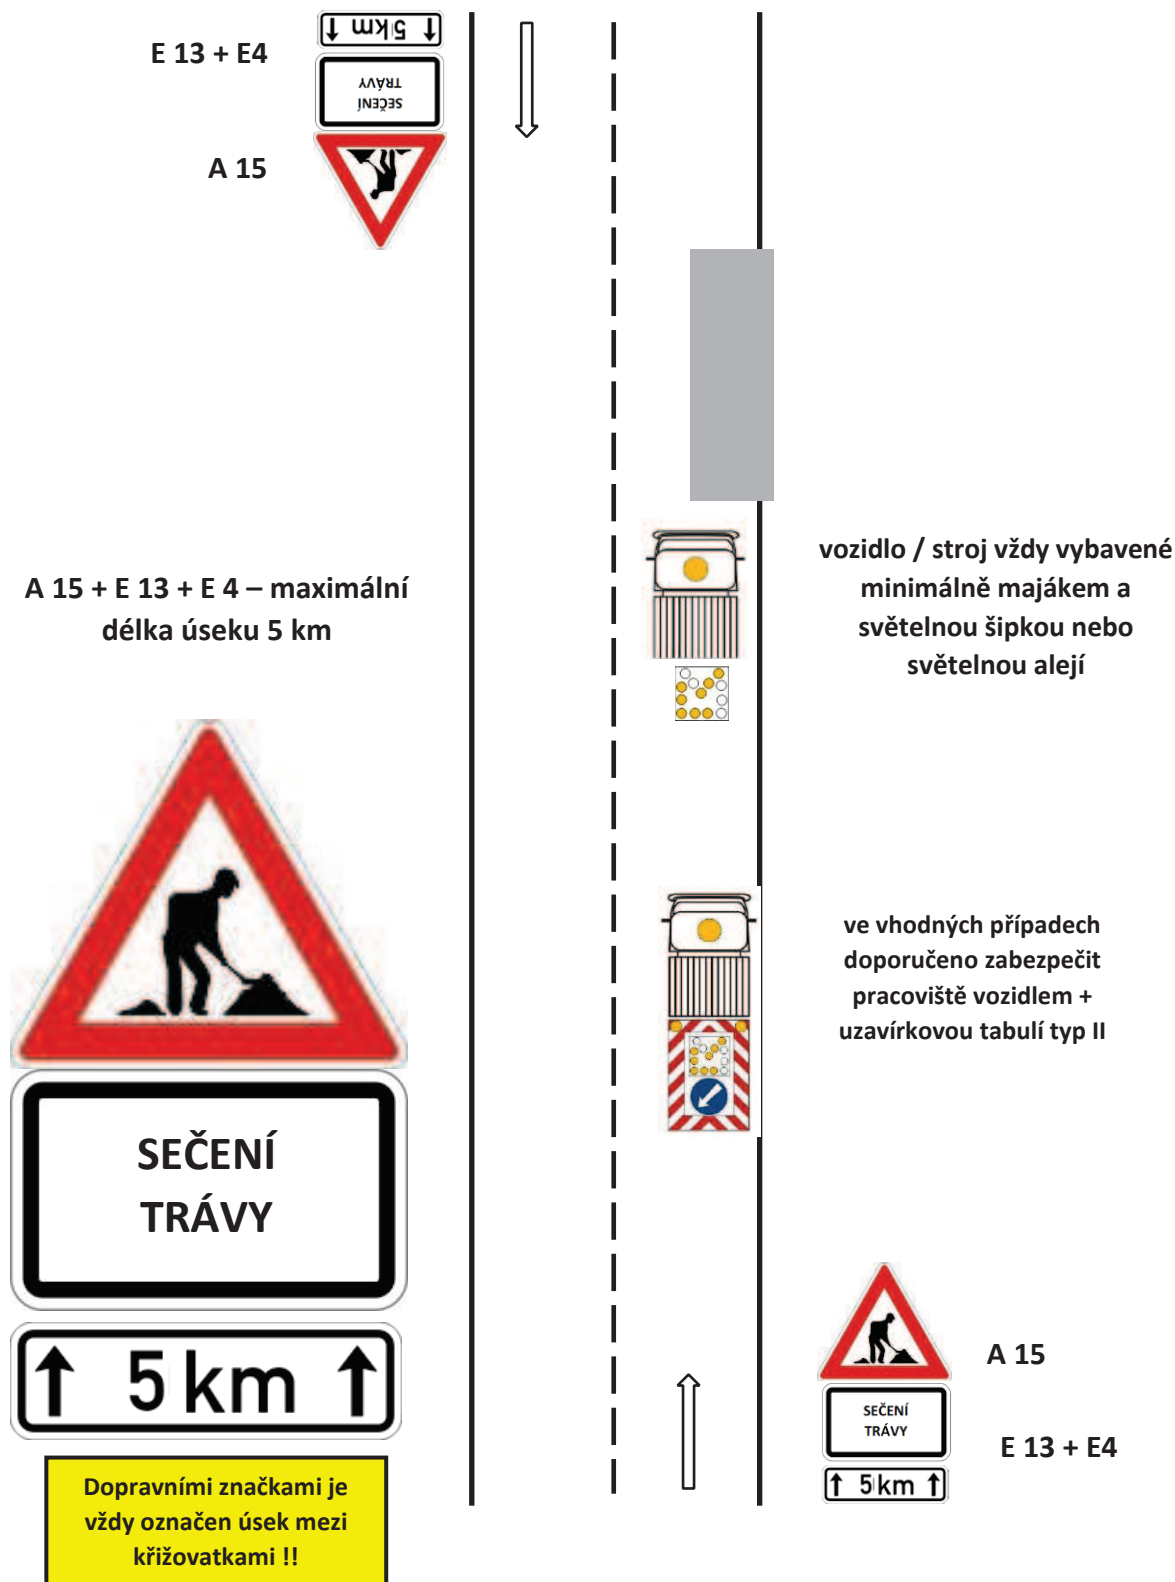 5 km
E 13 + E4
SEČENÍ
TRÁVY
A 15
vozidlo / stroj vždy vybavené
minimálně majákem a
světelnou šipkou nebo
světelnou alejí
A 15 + E 13 + E 4 – maximální
délka úseku 5 km
ve vhodných případech
doporučeno zabezpečit
pracoviště vozidlem +
uzavírkovou tabulí typ II
SEČENÍ
TRÁVY
5 km
A 15
SEČENÍ
TRÁVY
E 13 + E4
5 km
Dopravními značkami je
vždy označen úsek mezi
křižovatkami !!